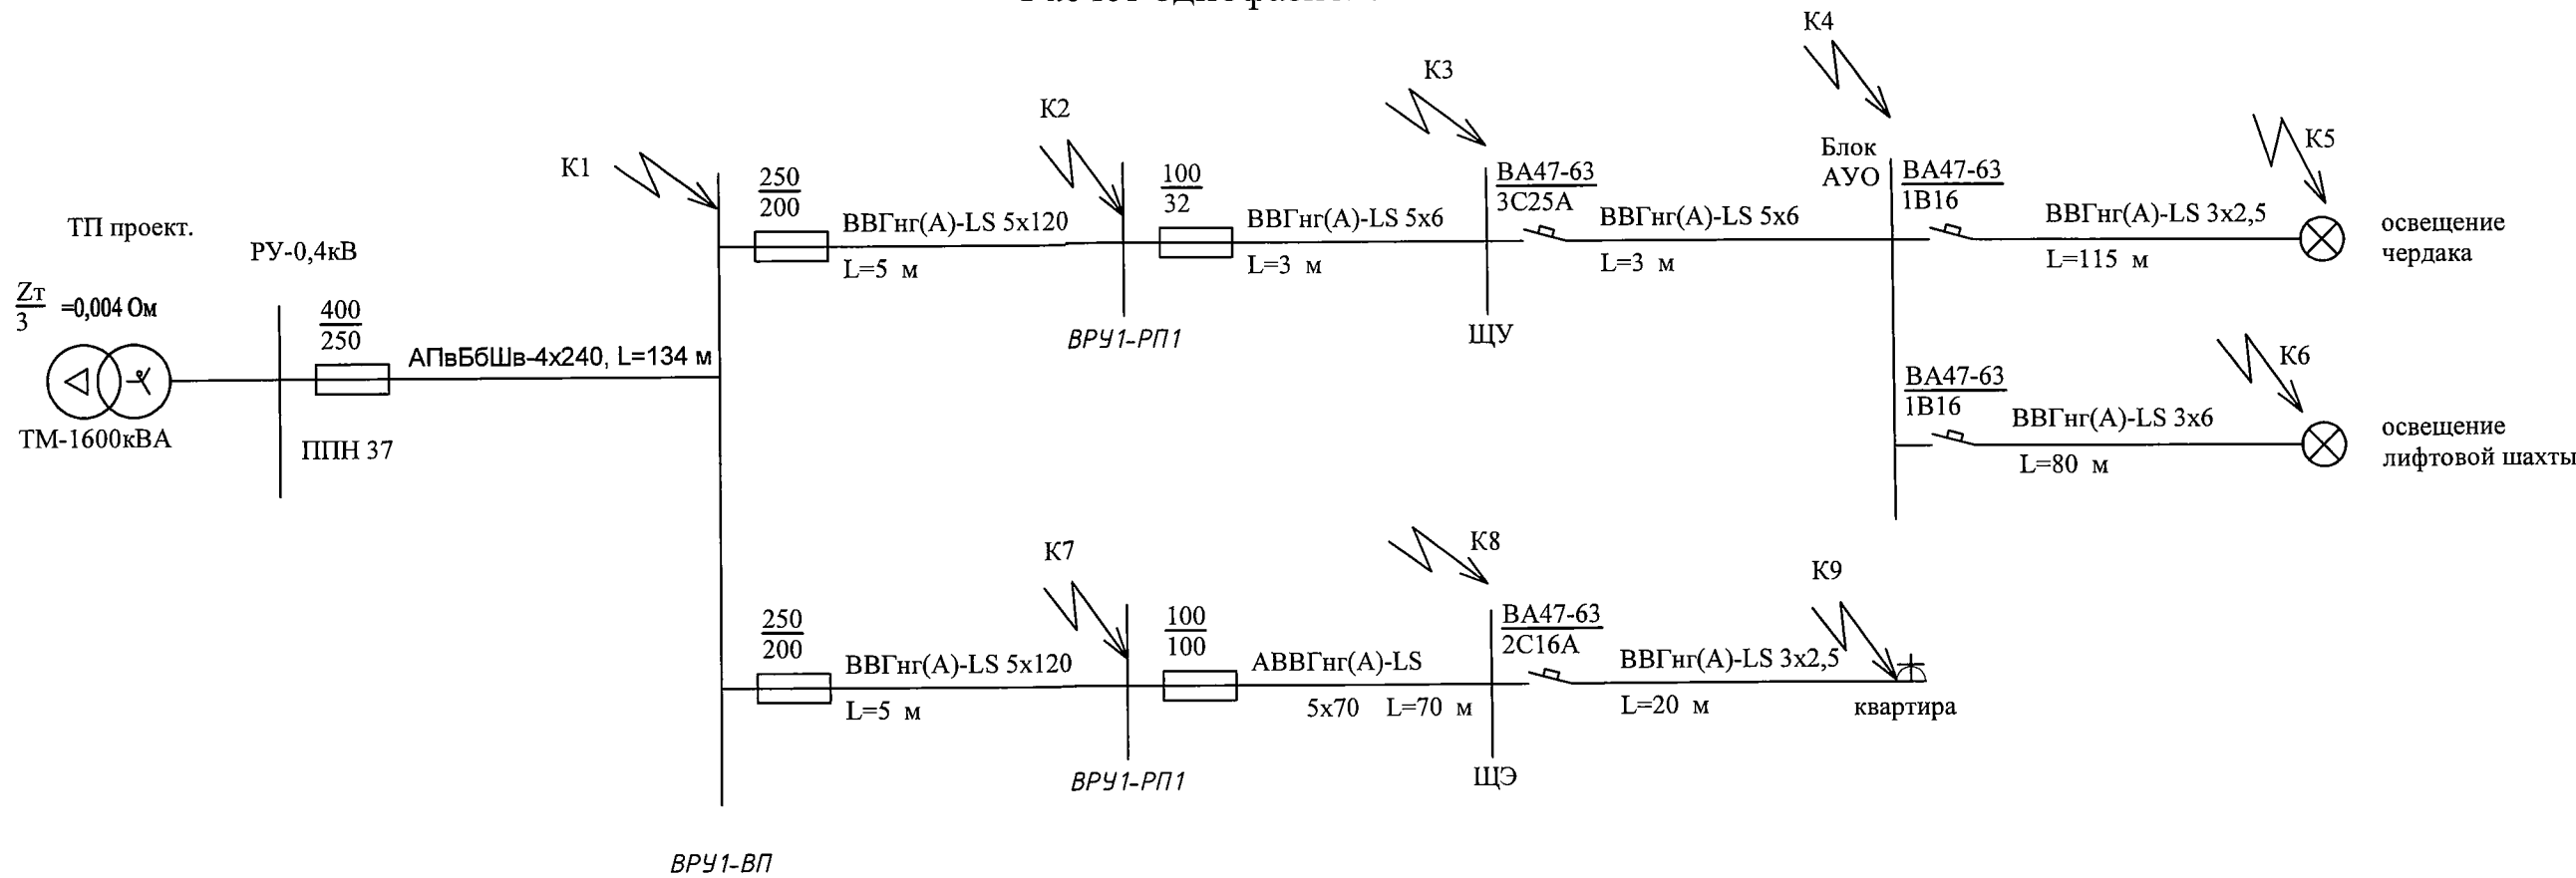 К4
К3
К2
К5
К1
ТП проект.
РУ-0,4кВ
Zт
3
=0,004 Ом
ТМ-1600кВА
400
250
ППН 37
АПвБбШв-4х240, L=134 м
250
200
ВВГнг(А)-LS 5х120
L=5 м
ВРУ1-РП1
100
32
ВВГнг(А)-LS 5х6
L=3 м
ЩУ
ВА47-63
3С25А
ВВГнг(А)-LS 5х6
L=3 м
Блок
АУО
ВА47-63
1В16
ВВГнг(А)-LS 3х2,5
L=115 м
освещение
чердака
К6
ВА47-63
1В16
ВВГнг(А)-LS 3х6
L=80 м
освещение
лифтовой шахты
250
200
ВВГнг(А)-LS 5х120
L=5 м
К7
ВРУ1-РП1
100
100
АВВГнг(А)-LS
5х70 L=70 м
К8
ЩЭ
ВА47-63
2С16А
ВВГнг(А)-LS 3х2,5
L=20 м
К9
квартира
ВРУ1-ВП